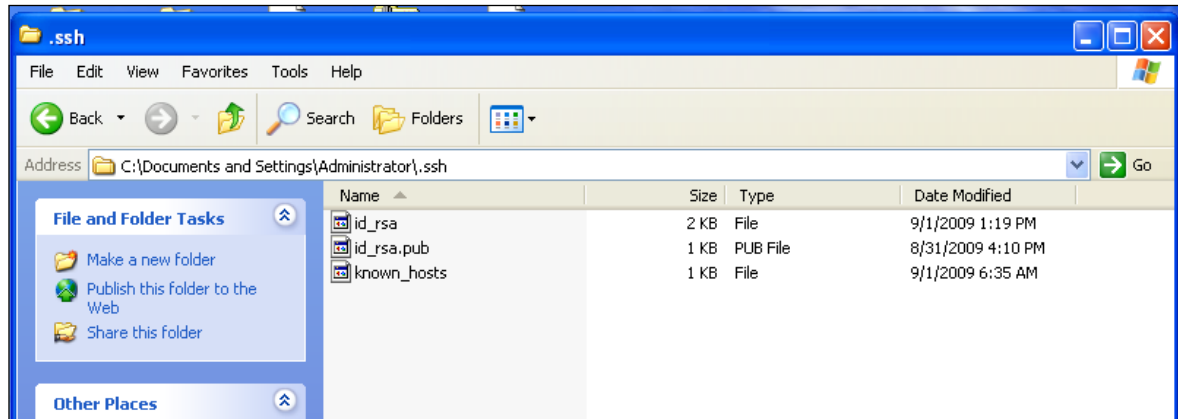 .ssh
File Edit View Favorites Tools Help
Back Search Folders
Address C:\Documents and Settings\Administrator\.ssh Go
File and Folder Tasks
Make a new folder
Publish this folder to the
Web
Share this folder
Other Places
Name Size Type Date Modified
id_rsa 2 KB File 9/1/2009 1:19 PM
id_rsa.pub 1 KB PUB File 8/31/2009 4:10 PM
known_hosts 1 KB File 9/1/2009 6:35 AM